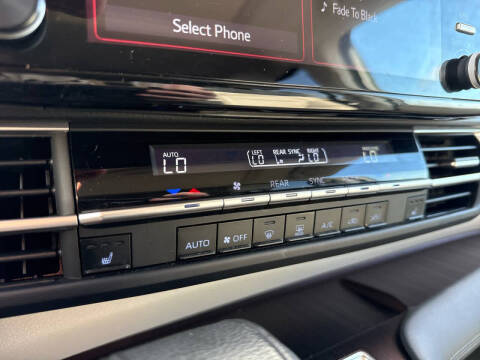 Select Phone
Fade To Black
AUTO
LO
LEFT REAR SYNC RIGHT
LO LO
LO
REAR SYNC
AUTO OFF A/C